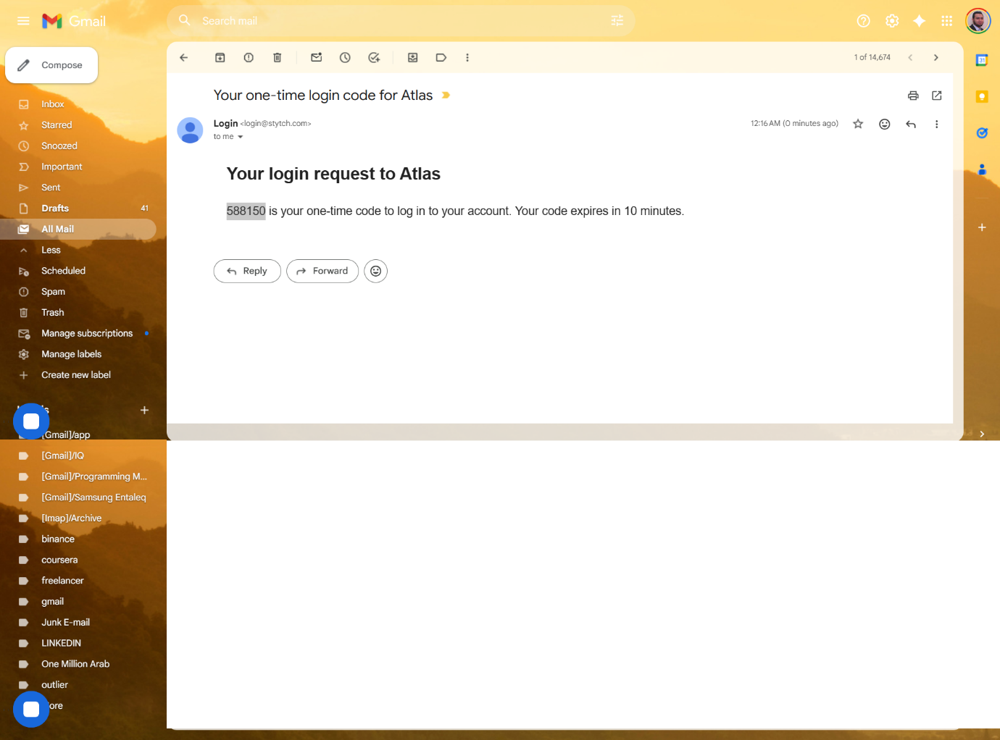 Gmail
Search mail
Compose
1 of 14,674
Inbox
Starred
Snoozed
Important
Sent
Drafts 41
All Mail
Less
Scheduled
Spam
Trash
Manage subscriptions
Manage labels
Create new label
[Gmail]/app
[Gmail]/IQ
[Gmail]/Programming M...
[Gmail]/Samsung Entaleq
[Imap]/Archive
binance
coursera
freelancer
gmail
Junk E-mail
LINKEDIN
One Million Arab
outlier
Your one-time login code for Atlas
Login <login@stytch.com>
12:16 AM (0 minutes ago)
to me
Your login request to Atlas
588150 is your one-time code to log in to your account. Your code expires in 10 minutes.
Reply
Forward
31